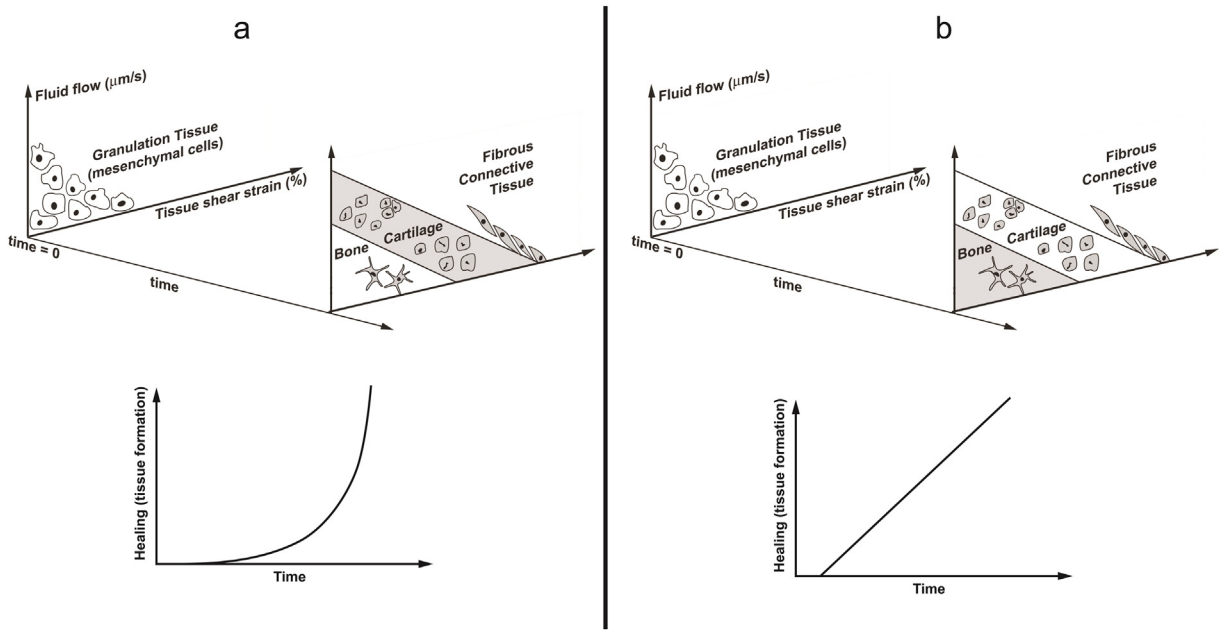 a
Fluid flow (μm/s)
Granulation Tissue
(mesenchymal cells)
Tissue shear strain (%)
time = 0
time
Fibrous
Connective
Tissue
Cartilage
Bone
Healing (tissue formation)
Time
b
Fluid flow (μm/s)
Granulation Tissue
(mesenchymal cells)
Tissue shear strain (%)
time = 0
time
Fibrous
Connective
Tissue
Cartilage
Bone
Healing (tissue formation)
Time